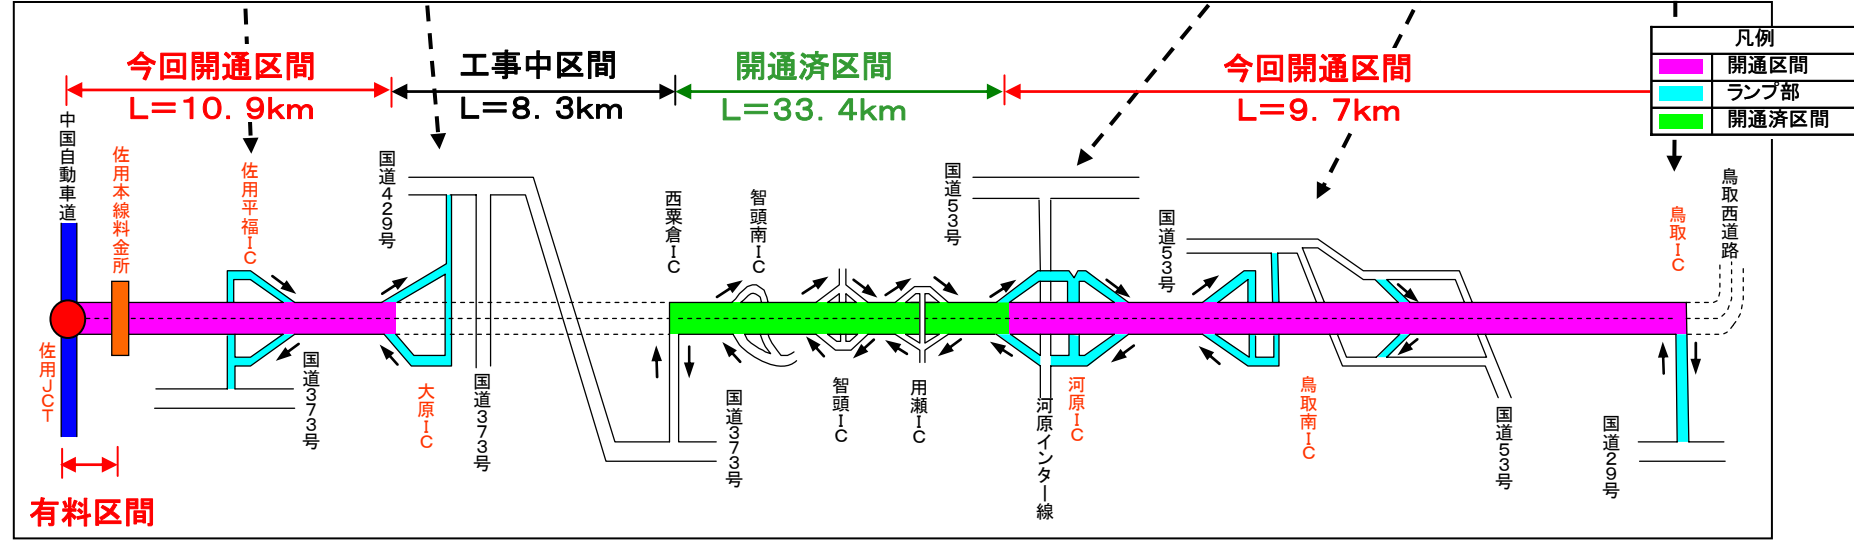 今回開通区間
L=10. 9km
工事中区間
L=8. 3km
開通済区間
L=33. 4km
今回開通区間
L=9. 7km
凡例
開通区間
ランプ部
開通済区間
中国自動車道
佐用本線料金所
佐用平福IC
国道429号
西粟倉IC
智頭南IC
国道53号
国道53号
鳥取IC
鳥取西道路
佐用JCT
国道373号
大原IC
国道373号
国道373号
智頭IC
用瀬IC
河原インター線
河原IC
鳥取南IC
国道53号
国道29号
有料区間